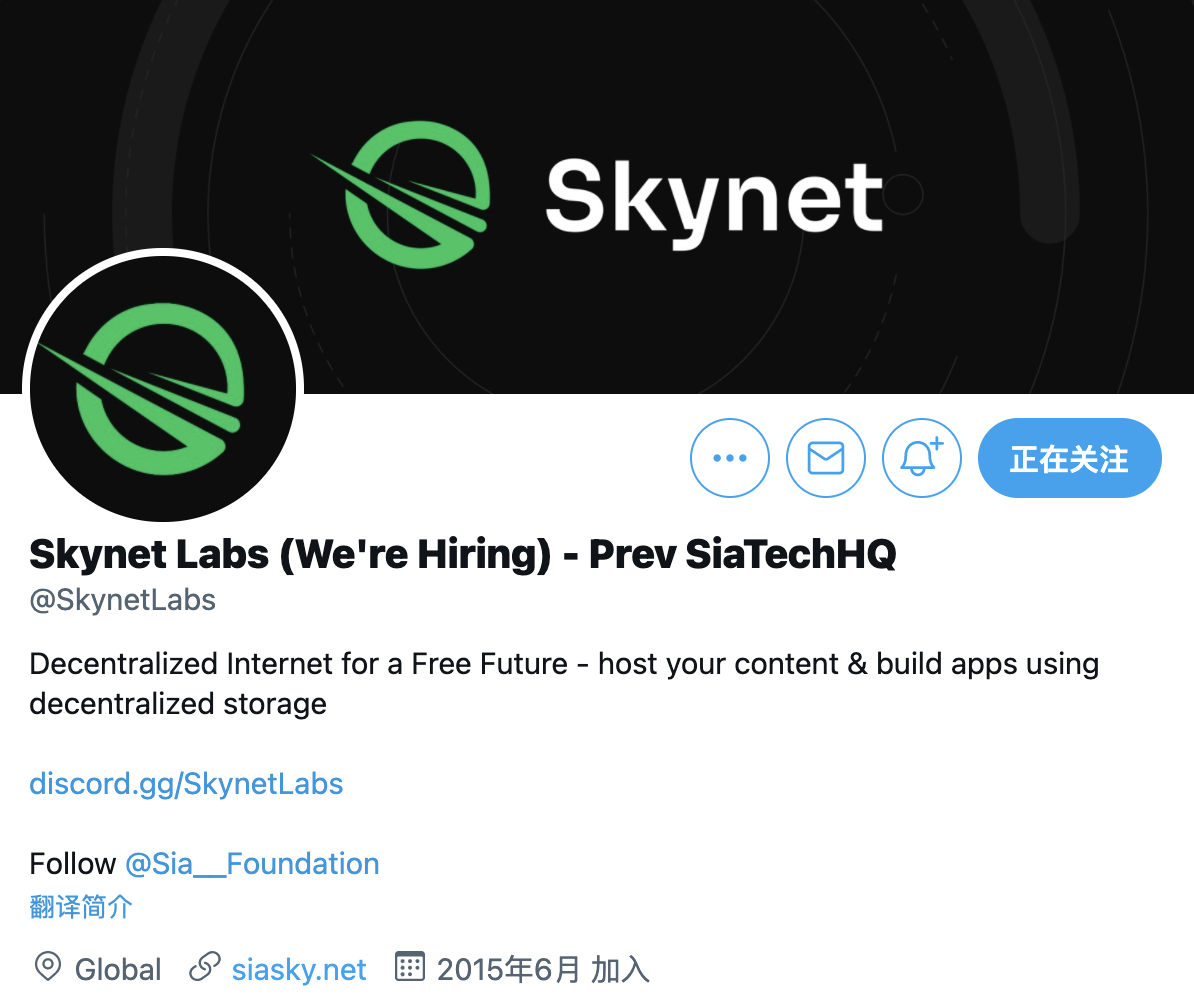 Skynet
正在关注
Skynet Labs (We're Hiring) - Prev SiaTechHQ
@SkynetLabs
Decentralized Internet for a Free Future - host your content & build apps using
decentralized storage
discord.gg/SkynetLabs
Follow @Sia__Foundation
翻译简介
Global siasky.net 2015年6月 加入